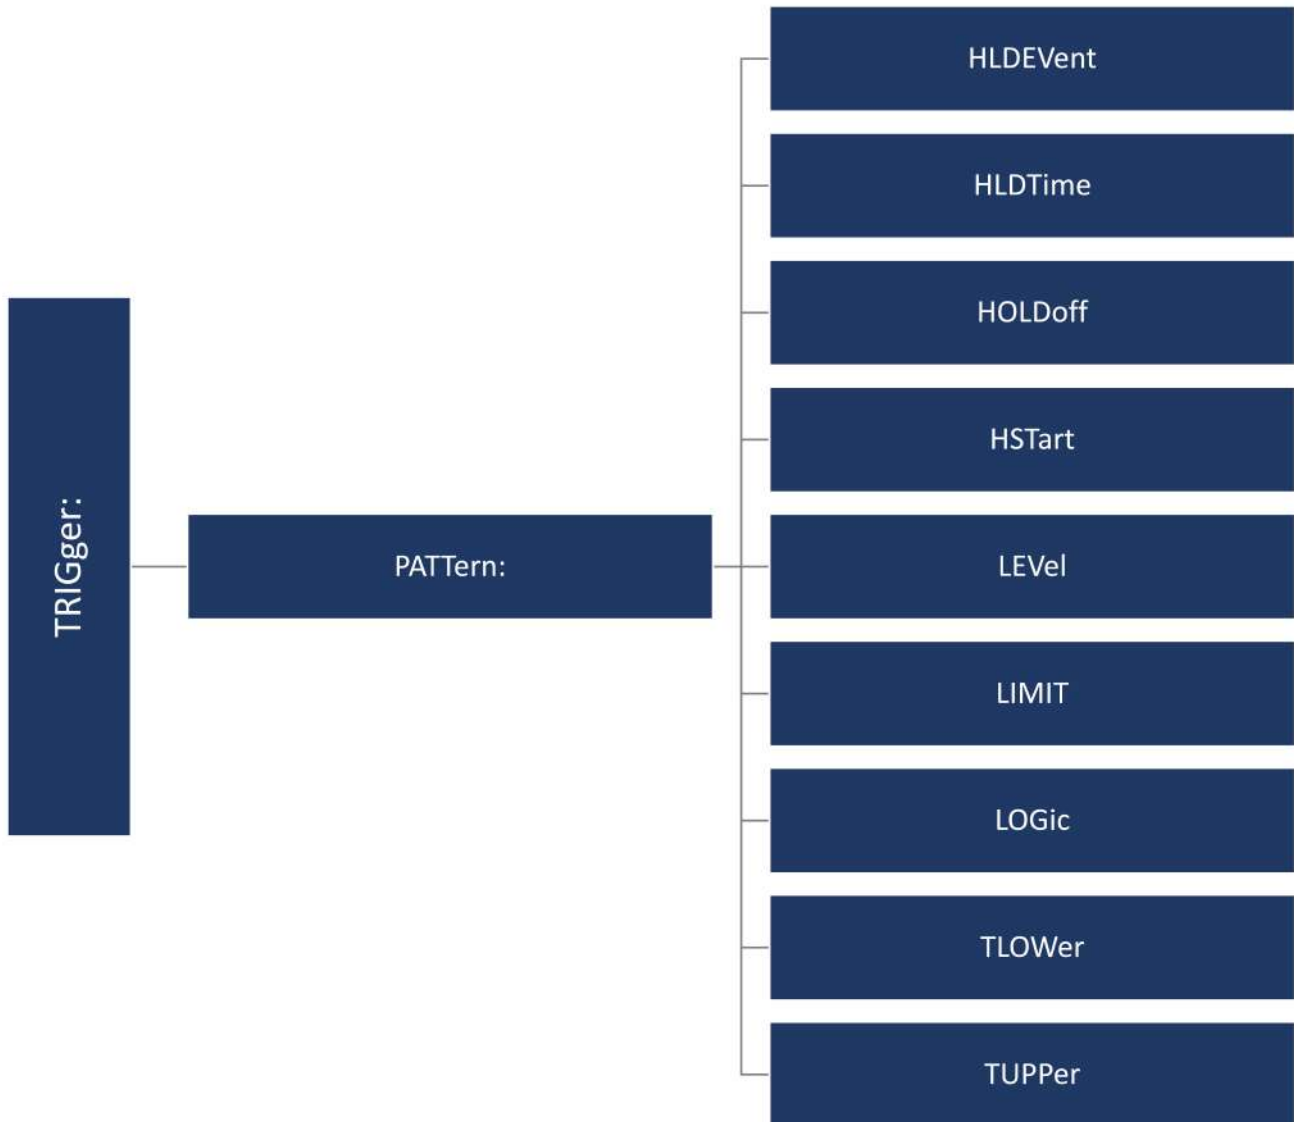 TRIGger:
PATTern:
HLDEVent
HLDTime
HOLDoff
HSTart
LEVel
LIMIT
LOGic
TLOWer
TUPPer